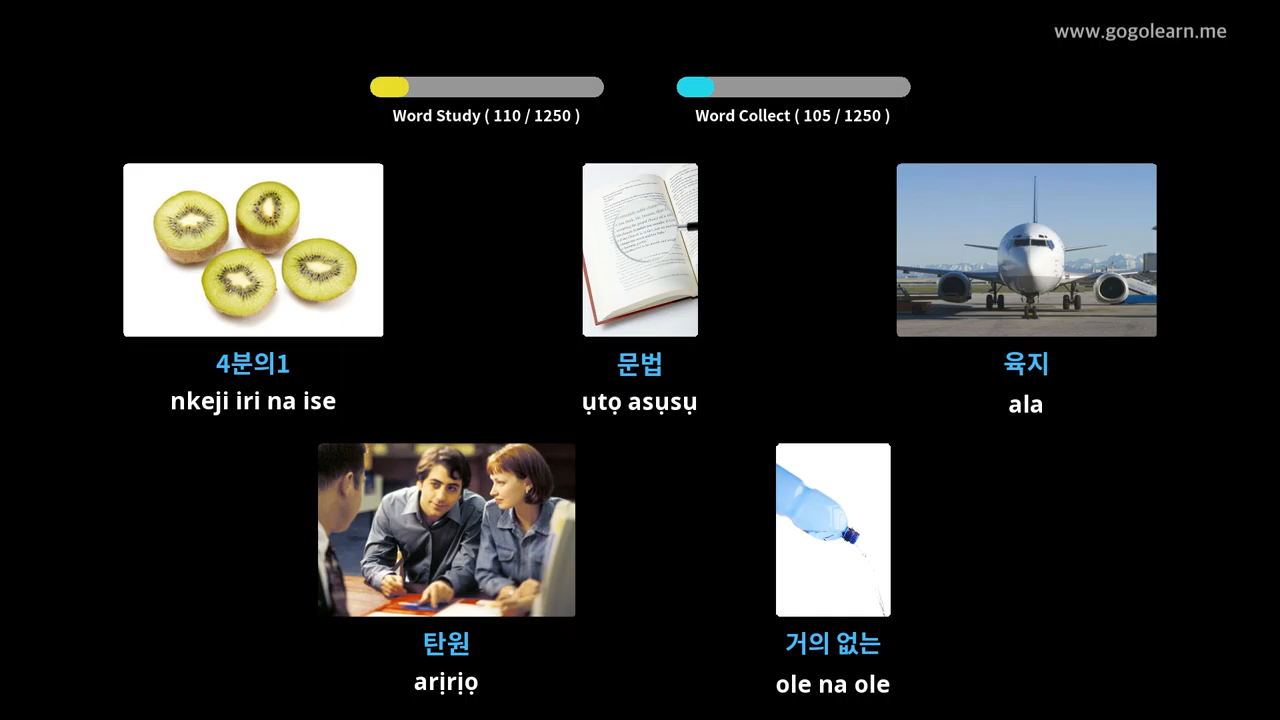 www.gogolearn.me
Word Study ( 110 / 1250 )
Word Collect ( 105 / 1250 )
4분의1
nkeji iri na ise
문법
ụtọ asụsụ
육지
ala
탄원
arịrịọ
거의 없는
ole na ole